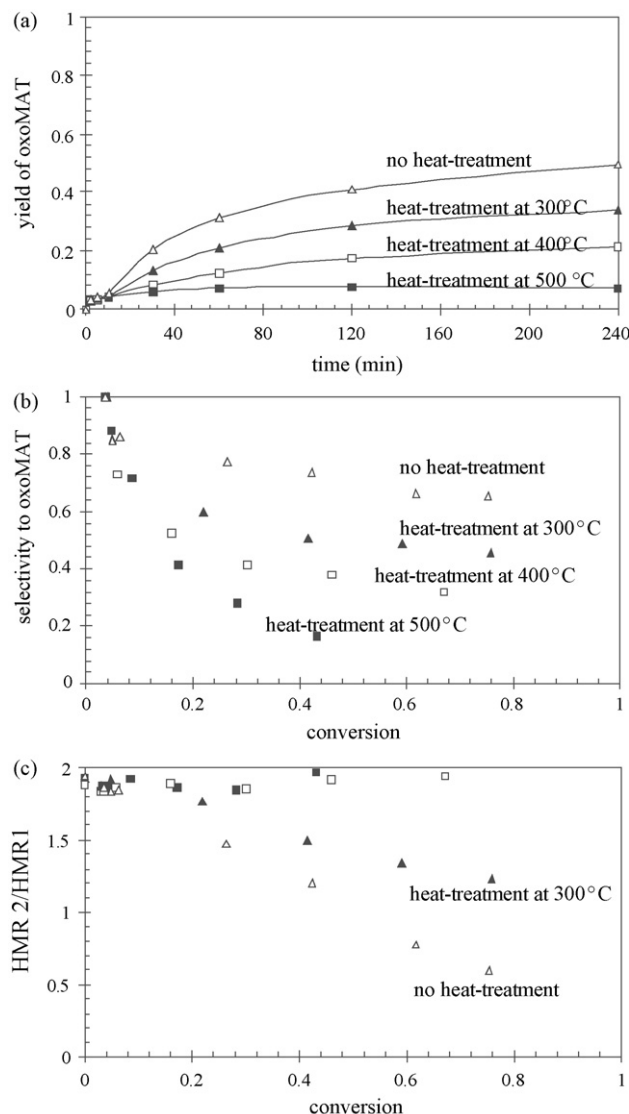 (a)
1
0.8
0.6
0.4
0.2
0
yield of oxoMAT
no heat-treatment
heat-treatment at 300°C
heat-treatment at 400°C
heat-treatment at 500 °C
0 40 80 120 160 200 240
time (min)
(b)
1
0.8
0.6
0.4
0.2
0
selectivity to oxoMAT
no heat-treatment
heat-treatment at 300°C
heat-treatment at 400°C
heat-treatment at 500°C
0 0.2 0.4 0.6 0.8 1
conversion
(c)
2
1.5
1
0.5
0
HMR 2/HMR1
heat-treatment at 300°C
no heat-treatment
0 0.2 0.4 0.6 0.8 1
conversion